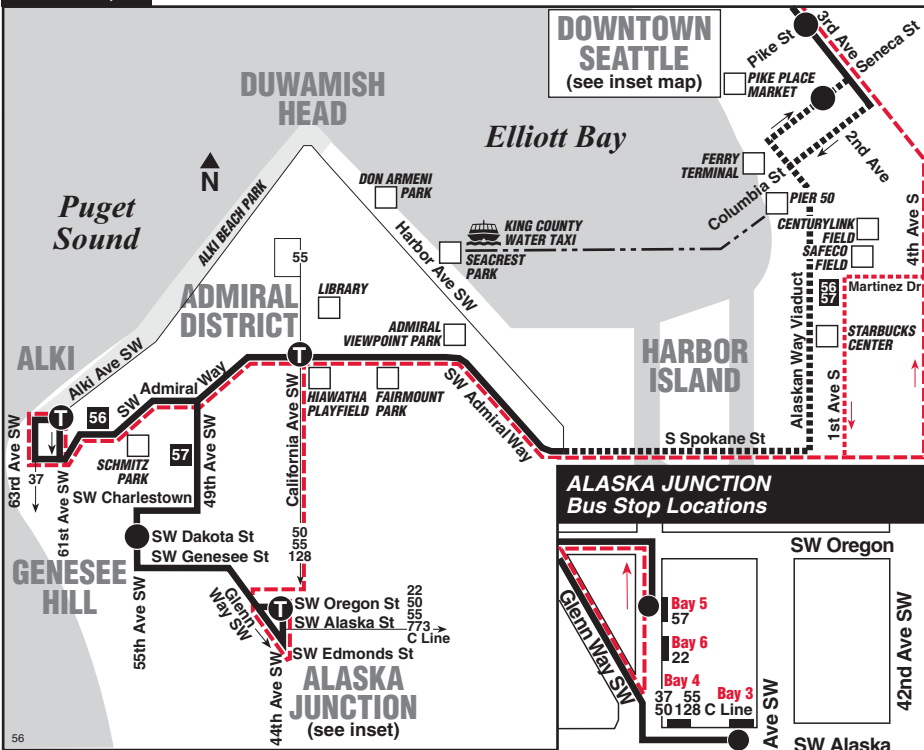 DOWNTOWN
SEATTLE
(see inset map)
Pike St
3rd Ave
Seneca St
PIKE PLACE
MARKET
2nd Ave
DUWAMISH
HEAD
Elliott Bay
N
Puget
Sound
ALKI BEACH PARK
DON ARMENI
PARK
Harbor Ave SW
KING COUNTY
WATER TAXI
SEACREST
PARK
FERRY
TERMINAL
Columbia St
PIER 50
CENTURYLINK
FIELD
SAFECO
FIELD
4th Ave S
56
57
Martinez Dr
STARBUCKS
CENTER
Alaskan Way Viaduct
1st Ave S
55
LIBRARY
ADMIRAL
DISTRICT
ADMIRAL
VIEWPOINT PARK
HARBOR
ISLAND
ALKI
Alki Ave SW
T
T
56
SW Admiral Way
HIAWATHA
PLAYFIELD
FAIRMOUNT
PARK
SW Admiral Way
S Spokane St
63rd Ave SW
37
61st Ave SW
SCHMITZ
PARK
57
49th Ave SW
California Ave SW
SW Charlestown
SW Dakota St
SW Genesee St
50
55
128
GENESEE
HILL
55th Ave SW
Glenn
Way SW
T
SW Oregon St
SW Alaska St
SW Edmonds St
22
50
55
773
C Line
44th Ave SW
ALASKA
JUNCTION
(see inset)
56
ALASKA JUNCTION
Bus Stop Locations
SW Oregon
Glenn Way SW
Bay 5
57
Bay 6
22
Bay 4
37 55
50 128
Bay 3
C Line
Ave SW
42nd Ave SW
SW Alaska